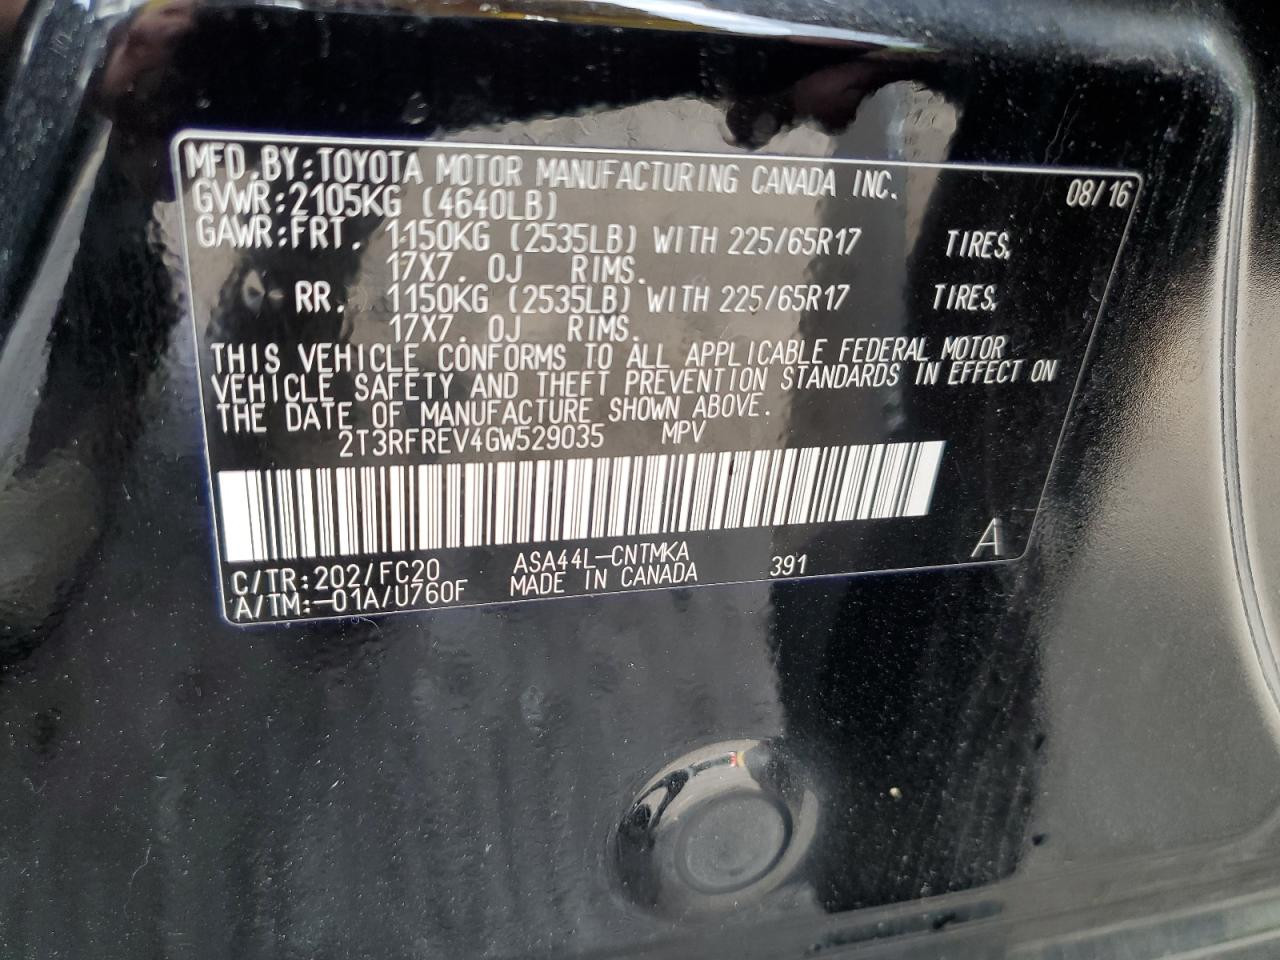 MFD.BY:TOYOTA MOTOR MANUFACTURING CANADA INC. 08/16
GVWR:2105KG (4640LB)
GAWR:FRT. 1150KG (2535LB) WITH 225/65R17 TIRES,
17X7.0J RIMS.
RR. 1150KG (2535LB) WITH 225/65R17 TIRES,
17X7.0J RIMS.
THIS VEHICLE CONFORMS TO ALL APPLICABLE FEDERAL MOTOR
VEHICLE SAFETY AND THEFT PREVENTION STANDARDS IN EFFECT ON
THE DATE OF MANUFACTURE SHOWN ABOVE.
2T3RFREV4GW529035 MPV
C/TR:202/FC20 ASA44L-CNTMKA 391 A
A/TM:-01A/U760F MADE IN CANADA